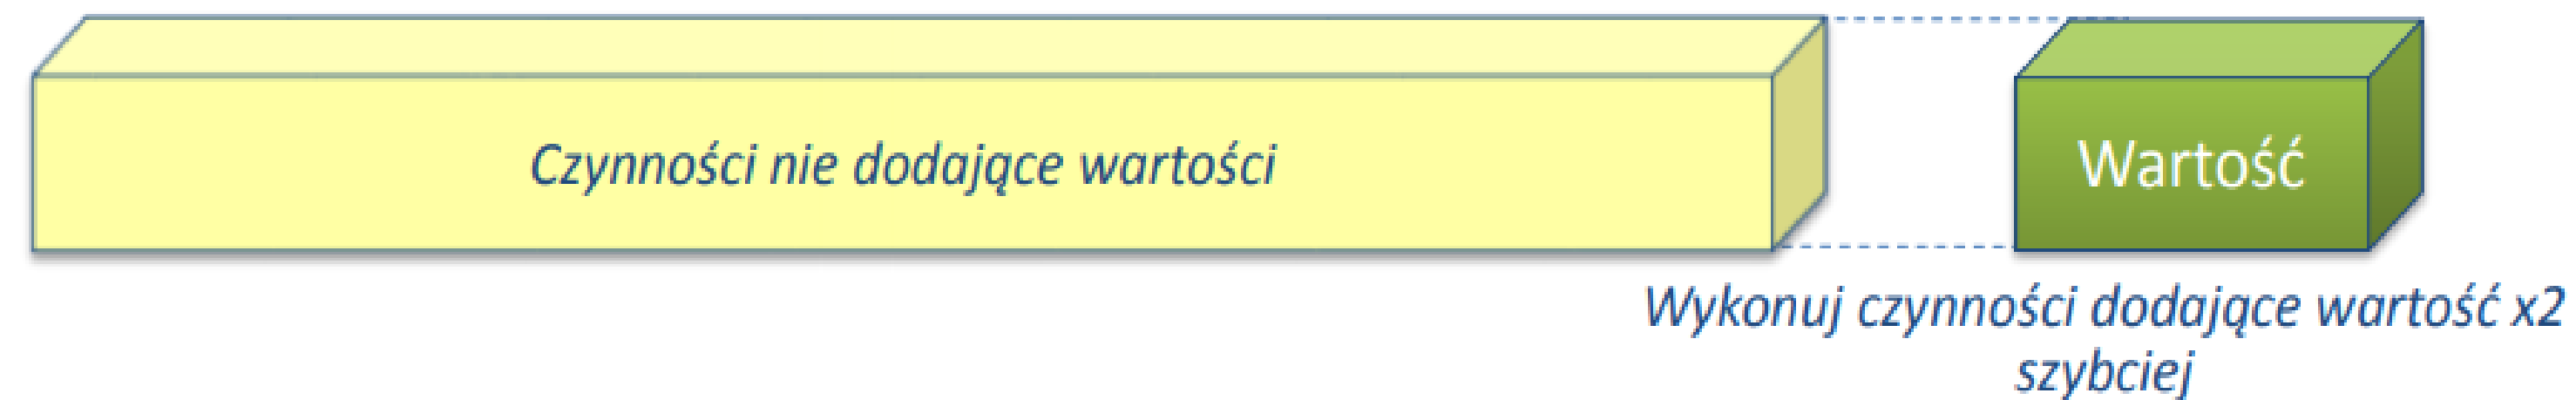 Czynności nie dodające wartości
Wartość
Wykonuj czynności dodające wartość x2
szybciej